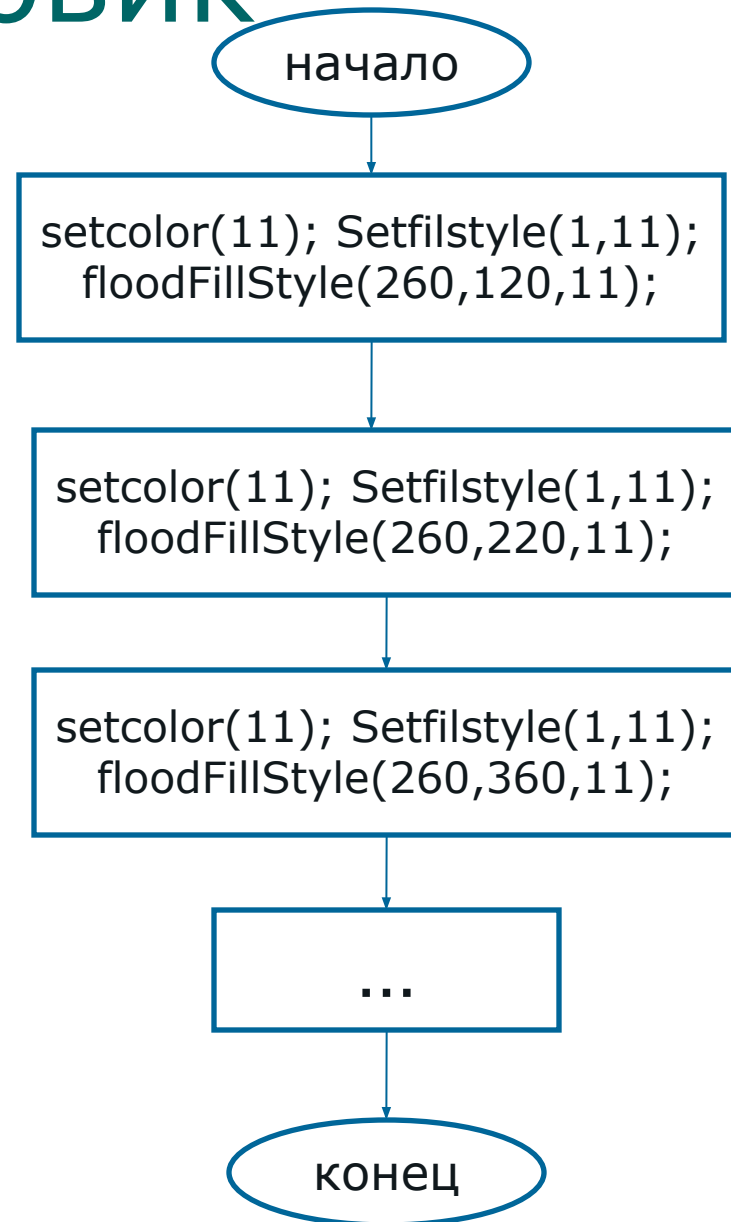 начало
setcolor(11); Setfilstyle(1,11);
floodFillStyle(260,120,11);
setcolor(11); Setfilstyle(1,11);
floodFillStyle(260,220,11);
setcolor(11); Setfilstyle(1,11);
floodFillStyle(260,360,11);
...
конец